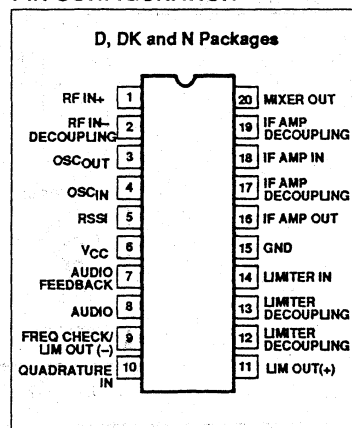 D, DK and N Packages
RF IN+ 1
RF IN–
DECOUPLING 2
OSCOUT 3
OSCIN 4
RSSI 5
VCC 6
AUDIO
FEEDBACK 7
AUDIO 8
FREQ CHECK/
LIM OUT (–) 9
QUADRATURE
IN 10
20 MIXER OUT
19 IF AMP
DECOUPLING
18 IF AMP IN
17 IF AMP
DECOUPLING
16 IF AMP OUT
15 GND
14 LIMITER IN
13 LIMITER
DECOUPLING
12 LIMITER
DECOUPLING
11 LIM OUT(+)